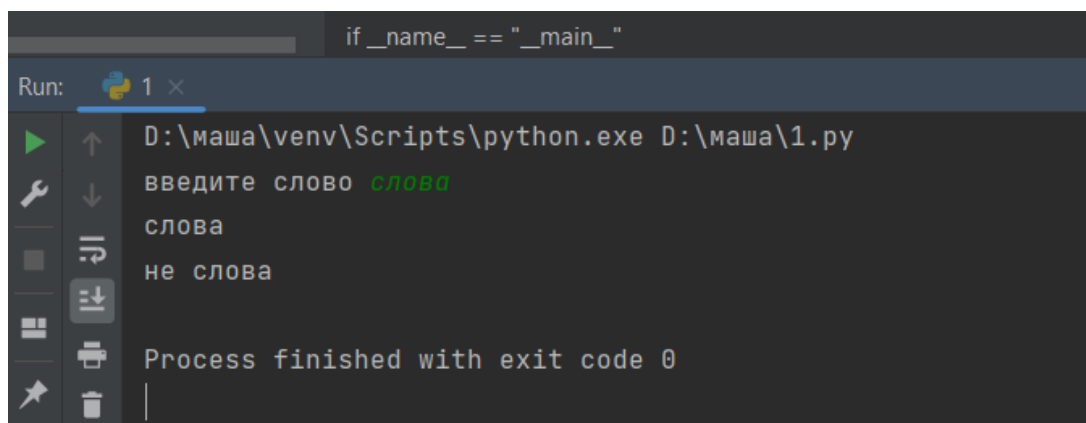 if __name__ == "__main__"
Run: 1
D:\маша\venv\Scripts\python.exe D:\маша\1.py
введите слово слова
слова
не слова
Process finished with exit code 0